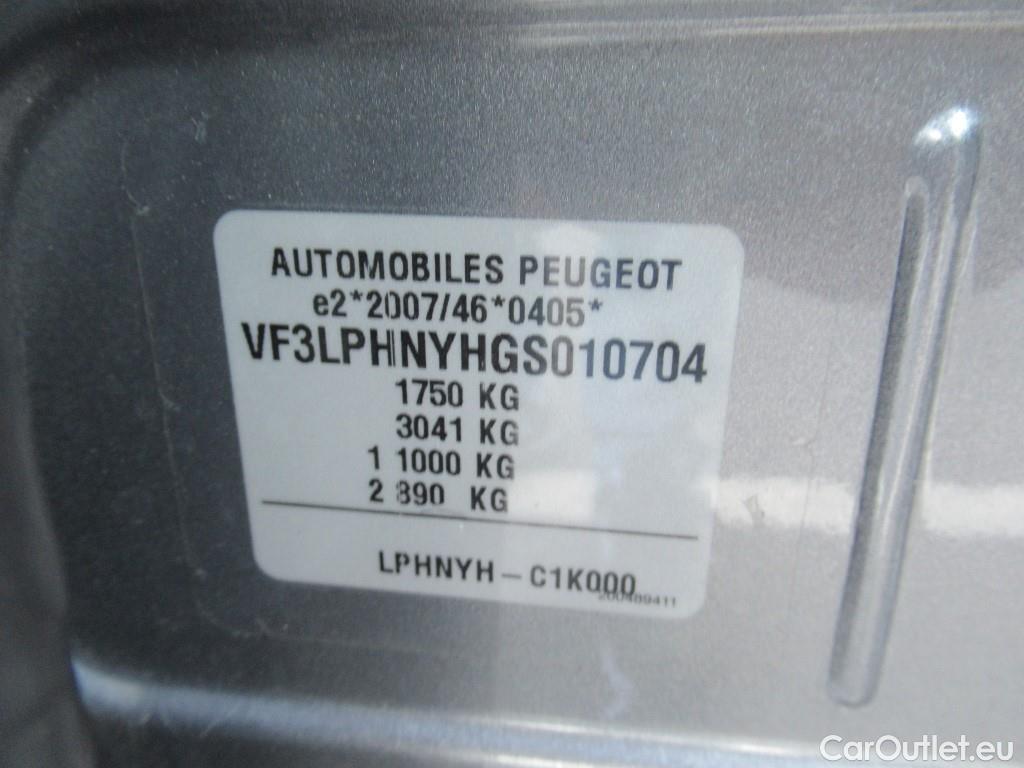 AUTOMOBILES PEUGEOT
e2*2007/46*0405*
VF3LPHNYHGS010704
1750 KG
3041 KG
1 1000 KG
2 890 KG
LPHNYH - C1K000
200489411
CarOutlet.eu